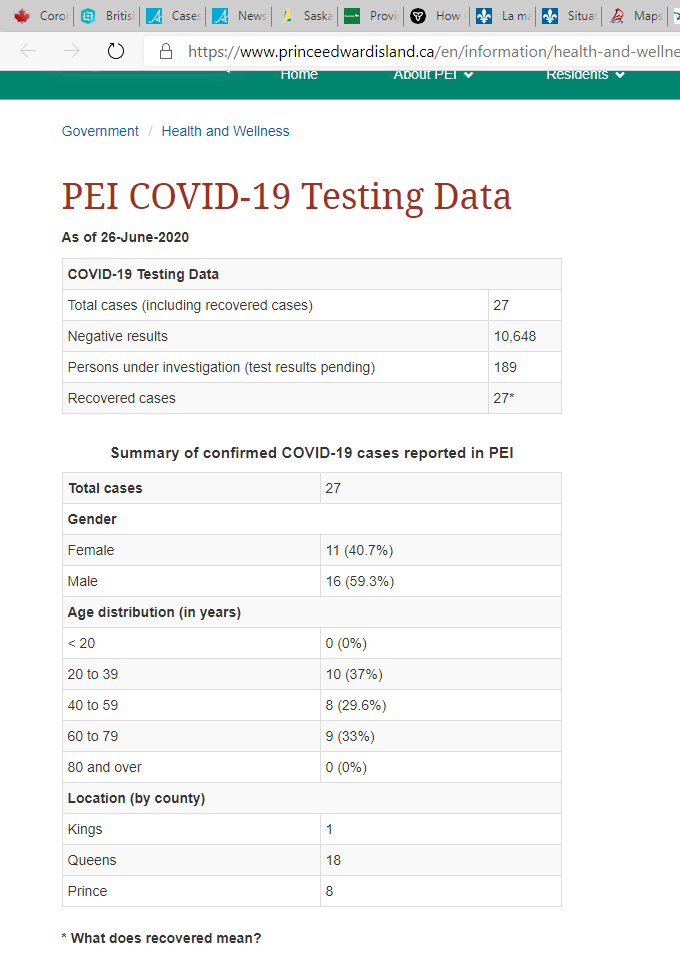 Coror
Britisl
Cases
News
Saska
Provi
How
La ma
Situat
Maps
https://www.princeedwardisland.ca/en/information/health-and-wellne
Home About PEI Residents
Government / Health and Wellness
PEI COVID-19 Testing Data
As of 26-June-2020
COVID-19 Testing Data
Total cases (including recovered cases) 27
Negative results 10,648
Persons under investigation (test results pending) 189
Recovered cases 27*
Summary of confirmed COVID-19 cases reported in PEI
Total cases 27
Gender
Female 11 (40.7%)
Male 16 (59.3%)
Age distribution (in years)
< 20 0 (0%)
20 to 39 10 (37%)
40 to 59 8 (29.6%)
60 to 79 9 (33%)
80 and over 0 (0%)
Location (by county)
Kings 1
Queens 18
Prince 8
* What does recovered mean?